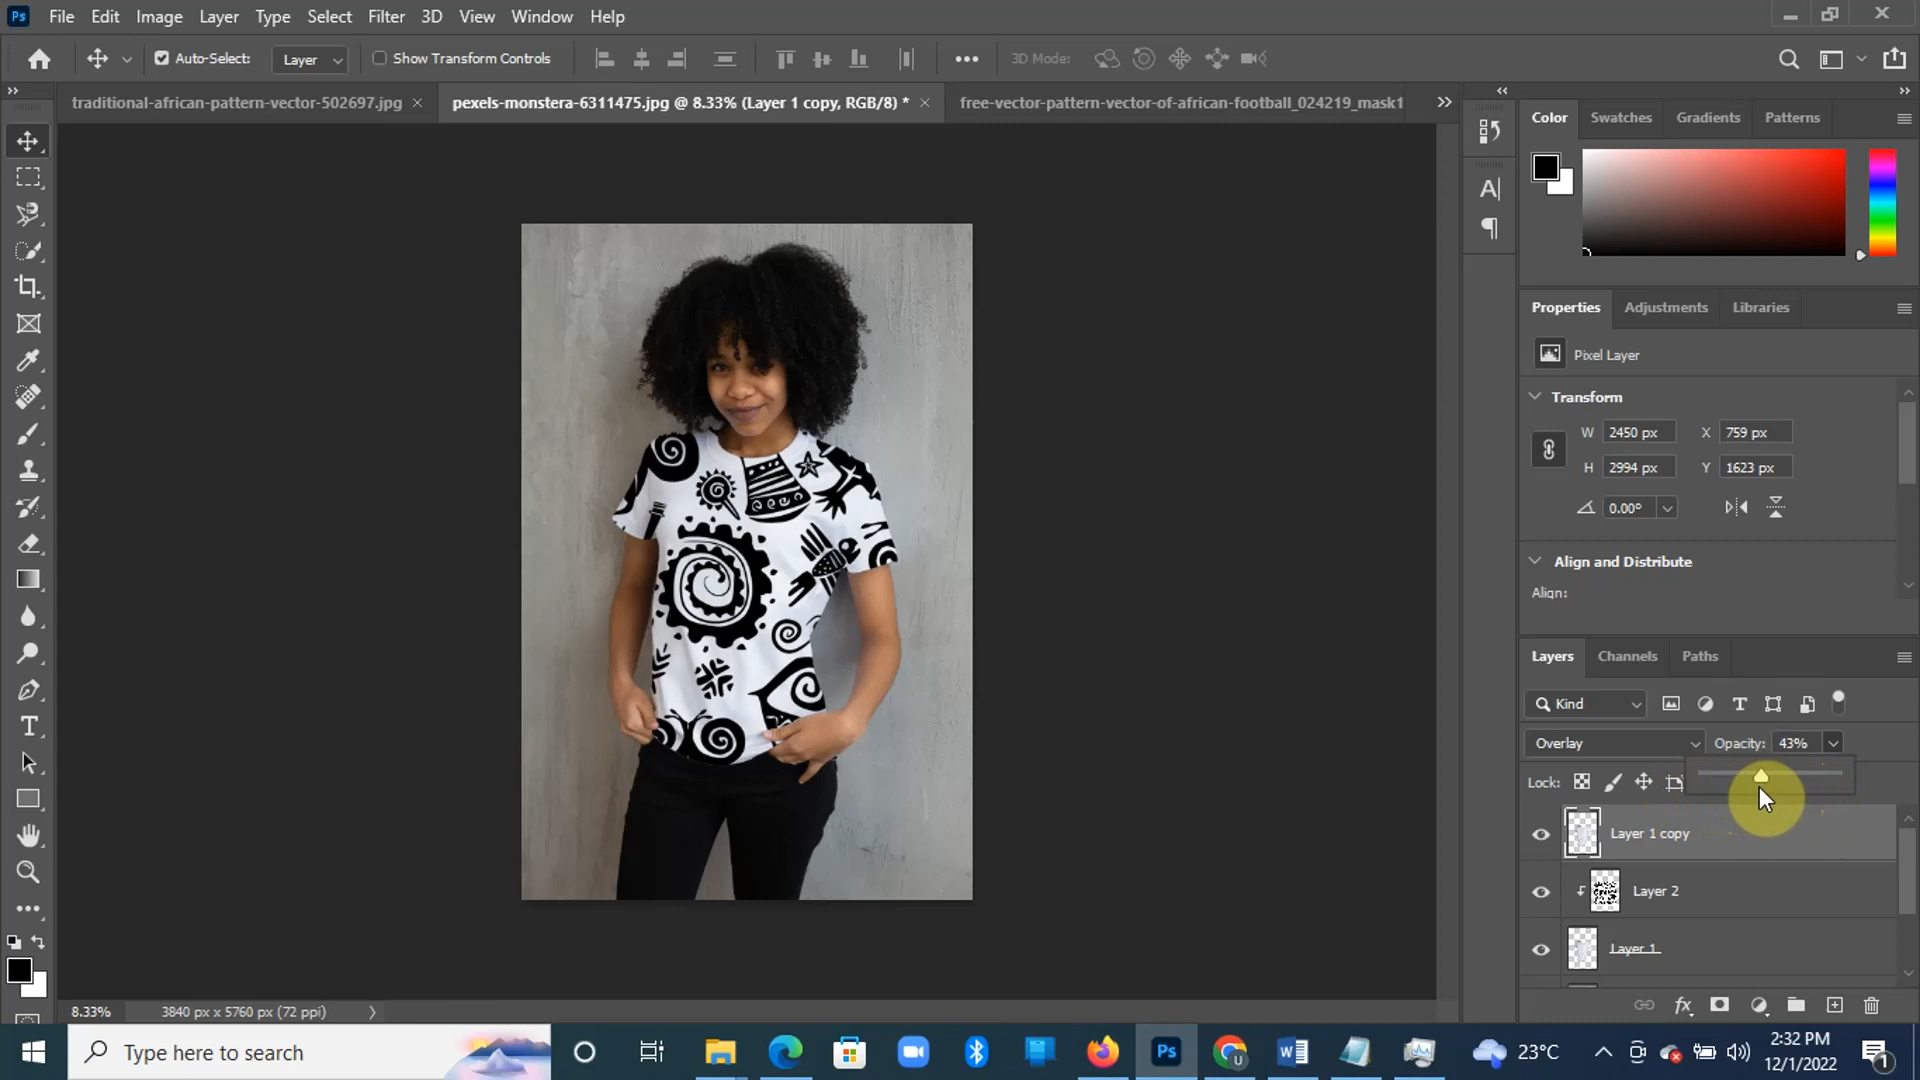 Ps File Edit Image Layer Type Select Filter 3D View Window Help
Auto-Select: Layer Show Transform Controls 3D Mode:
traditional-african-pattern-vector-502697.jpg × pexels-monstera-6311475.jpg @ 8.33% (Layer 1 copy, RGB/8) * × free-vector-pattern-vector-of-african-football_024219_mask1
Color Swatches Gradients Patterns
Properties Adjustments Libraries
Pixel Layer
Transform
W 2450 px X 759 px
H 2994 px Y 1623 px
0.00°
Align and Distribute
Align:
Layers Channels Paths
Kind
Overlay Opacity: 43%
Lock:
Layer 1 copy
Layer 2
Layer 1
8.33% 3840 px x 5760 px (72 ppi)
Type here to search
Ps
23°C
2:32 PM
12/1/2022
1